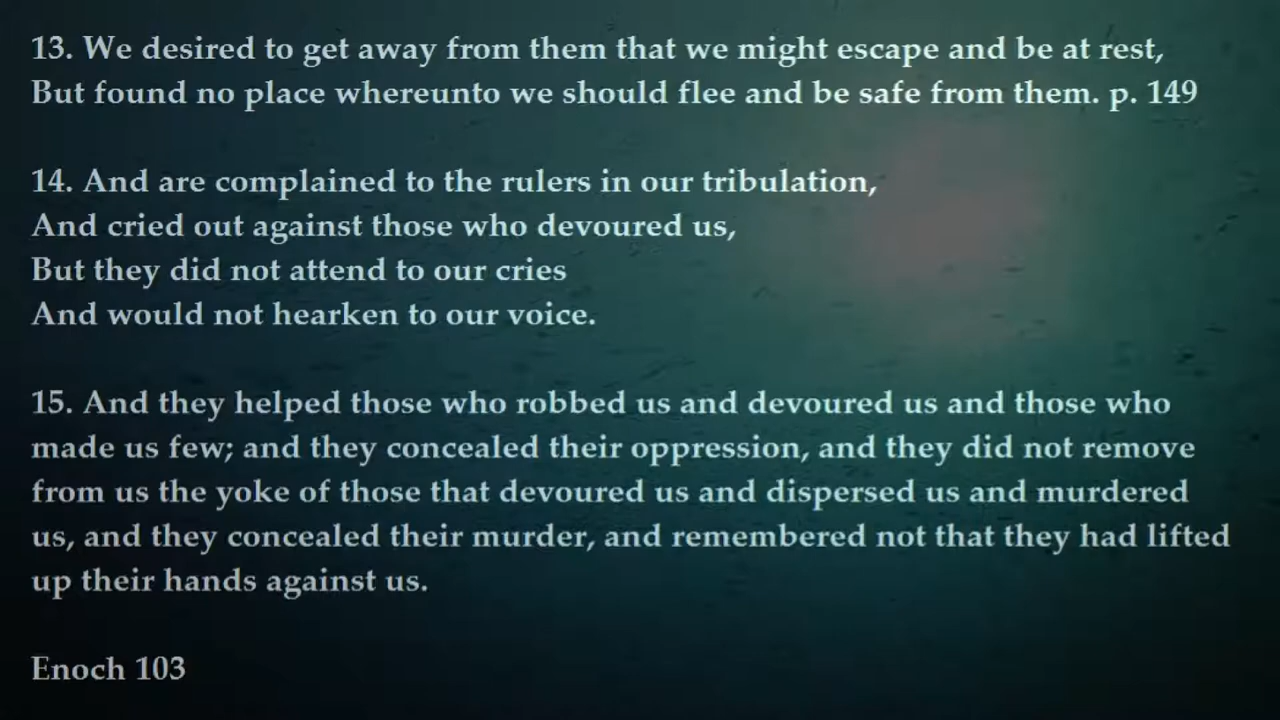 13. We desired to get away from them that we might escape and be at rest,
But found no place whereunto we should flee and be safe from them. p. 149
14. And are complained to the rulers in our tribulation,
And cried out against those who devoured us,
But they did not attend to our cries
And would not hearken to our voice.
15. And they helped those who robbed us and devoured us and those who
made us few; and they concealed their oppression, and they did not remove
from us the yoke of those that devoured us and dispersed us and murdered
us, and they concealed their murder, and remembered not that they had lifted
up their hands against us.
Enoch 103